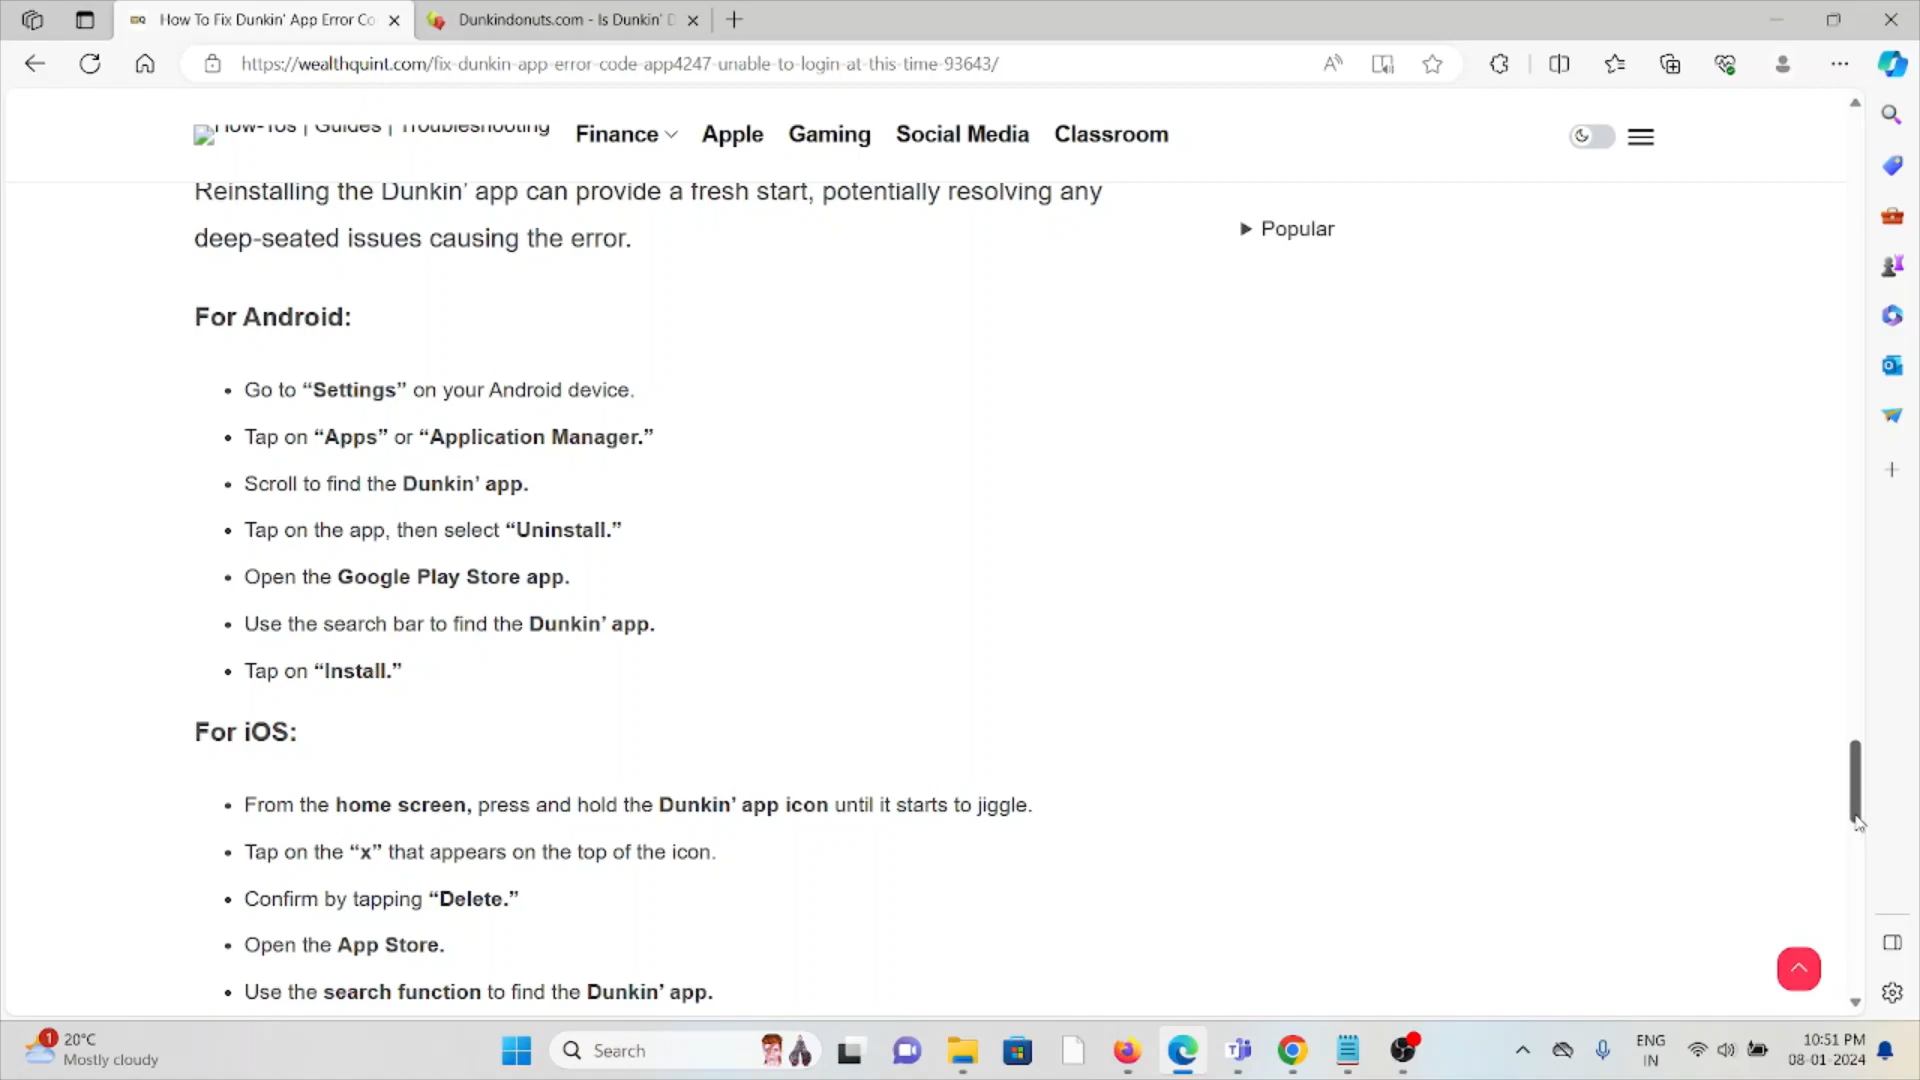 How To Fix Dunkin' App Error Co
Dunkindonuts.com - Is Dunkin' D
https://wealthquint.com/fix-dunkin-app-error-code-app4247-unable-to-login-at-this-time-93643/
How-Tos | Guides | Troubleshooting
Finance Apple Gaming Social Media Classroom
Reinstalling the Dunkin’ app can provide a fresh start, potentially resolving any
deep-seated issues causing the error.
Popular
For Android:
• Go to “Settings” on your Android device.
• Tap on “Apps” or “Application Manager.”
• Scroll to find the Dunkin’ app.
• Tap on the app, then select “Uninstall.”
• Open the Google Play Store app.
• Use the search bar to find the Dunkin’ app.
• Tap on “Install.”
For iOS:
• From the home screen, press and hold the Dunkin’ app icon until it starts to jiggle.
• Tap on the “x” that appears on the top of the icon.
• Confirm by tapping “Delete.”
• Open the App Store.
• Use the search function to find the Dunkin’ app.
1
20°C
Mostly cloudy
Search
ENG
IN
10:51 PM
08-01-2024